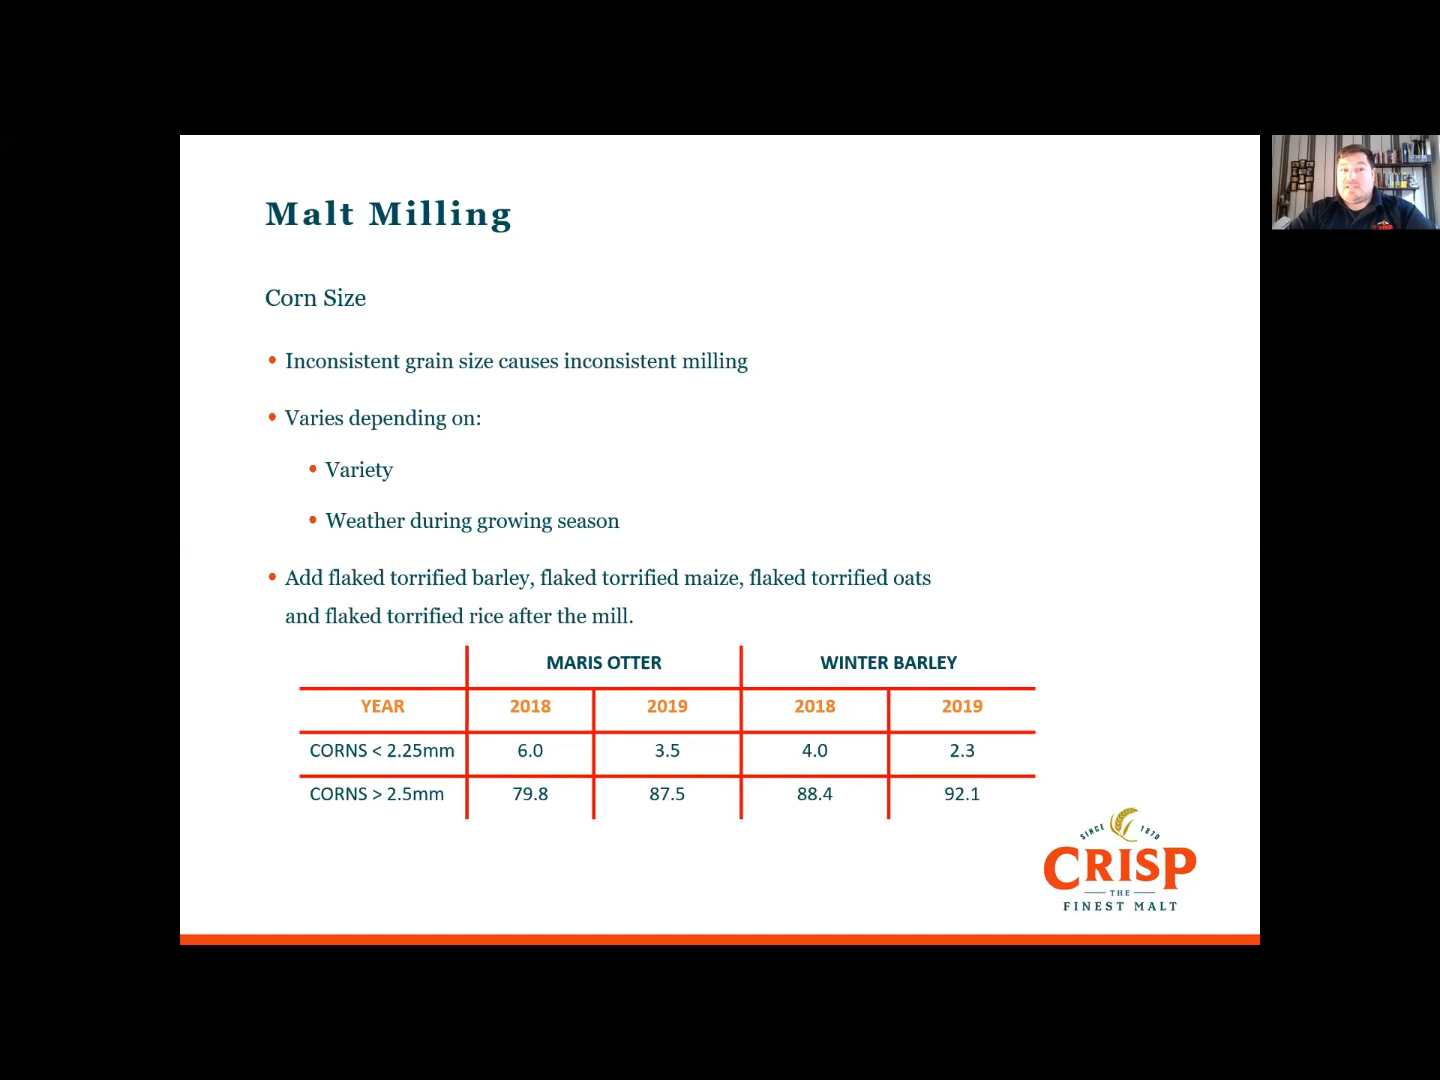 Malt Milling
Corn Size
• Inconsistent grain size causes inconsistent milling
• Varies depending on:
• Variety
• Weather during growing season
• Add flaked torrified barley, flaked torrified maize, flaked torrified oats
and flaked torrified rice after the mill.
MARIS OTTER WINTER BARLEY
YEAR 2018 2019 2018 2019
CORNS < 2.25mm 6.0 3.5 4.0 2.3
CORNS > 2.5mm 79.8 87.5 88.4 92.1
SINCE 1870
CRISP
THE
FINEST MALT
CRISP